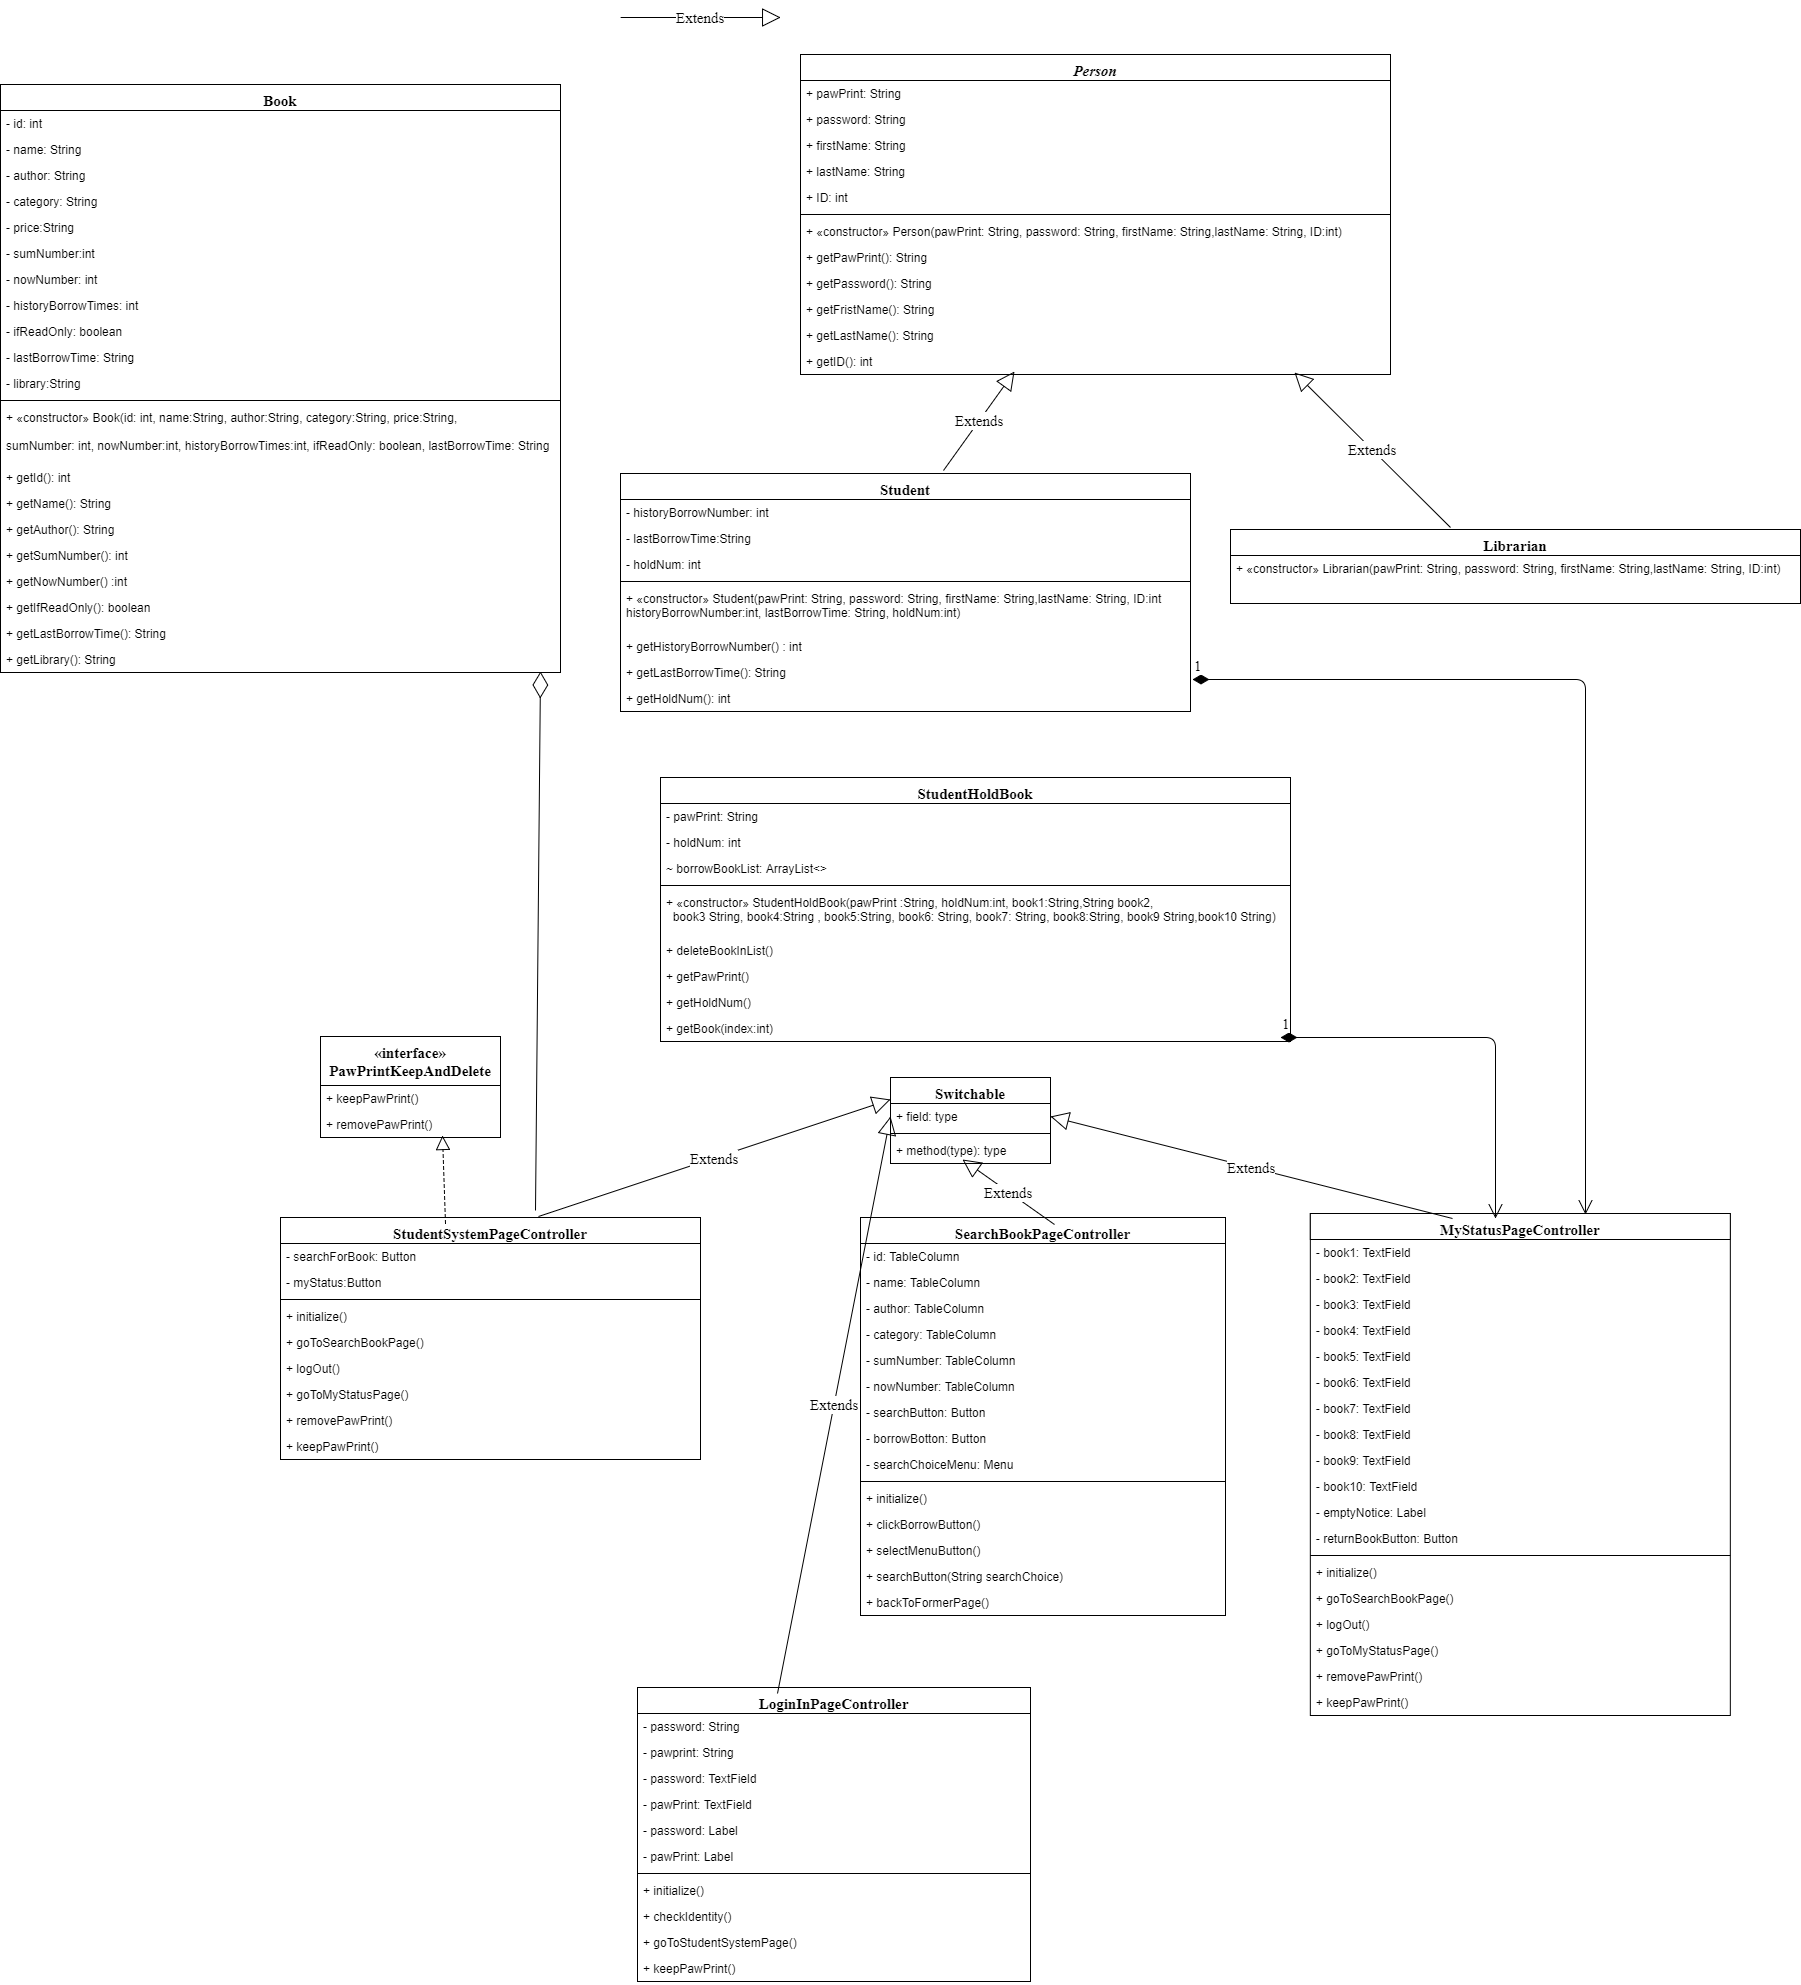 Extends
Person
+ pawPrint: String
+ password: String
+ firstName: String
+ lastName: String
+ ID: int
+ «constructor» Person(pawPrint: String, password: String, firstName: String,lastName: String, ID:int)
+ getPawPrint(): String
+ getPassword(): String
+ getFristName(): String
+ getLastName(): String
+ getID(): int
Book
- id: int
- name: String
- author: String
- category: String
- price:String
- sumNumber:int
- nowNumber: int
- historyBorrowTimes: int
- ifReadOnly: boolean
- lastBorrowTime: String
- library:String
+ «constructor» Book(id: int, name:String, author:String, category:String, price:String,
sumNumber: int, nowNumber:int, historyBorrowTimes:int, ifReadOnly: boolean, lastBorrowTime: String
+ getId(): int
+ getName(): String
+ getAuthor(): String
+ getSumNumber(): int
+ getNowNumber() :int
+ getIfReadOnly(): boolean
+ getLastBorrowTime(): String
+ getLibrary(): String
Extends
Extends
Student
- historyBorrowNumber: int
- lastBorrowTime:String
- holdNum: int
+ «constructor» Student(pawPrint: String, password: String, firstName: String,lastName: String, ID:int
historyBorrowNumber:int, lastBorrowTime: String, holdNum:int)
+ getHistoryBorrowNumber() : int
+ getLastBorrowTime(): String
+ getHoldNum(): int
Librarian
+ «constructor» Librarian(pawPrint: String, password: String, firstName: String,lastName: String, ID:int)
1
StudentHoldBook
- pawPrint: String
- holdNum: int
~ borrowBookList: ArrayList<>
+ «constructor» StudentHoldBook(pawPrint :String, holdNum:int, book1:String,String book2,
book3 String, book4:String , book5:String, book6: String, book7: String, book8:String, book9 String,book10 String)
+ deleteBookInList()
+ getPawPrint()
+ getHoldNum()
+ getBook(index:int)
1
«interface»
PawPrintKeepAndDelete
+ keepPawPrint()
+ removePawPrint()
Switchable
+ field: type
+ method(type): type
Extends
Extends
Extends
Extends
StudentSystemPageController
- searchForBook: Button
- myStatus:Button
+ initialize()
+ goToSearchBookPage()
+ logOut()
+ goToMyStatusPage()
+ removePawPrint()
+ keepPawPrint()
SearchBookPageController
- id: TableColumn
- name: TableColumn
- author: TableColumn
- category: TableColumn
- sumNumber: TableColumn
- nowNumber: TableColumn
- searchButton: Button
- borrowBotton: Button
- searchChoiceMenu: Menu
+ initialize()
+ clickBorrowButton()
+ selectMenuButton()
+ searchButton(String searchChoice)
+ backToFormerPage()
MyStatusPageController
- book1: TextField
- book2: TextField
- book3: TextField
- book4: TextField
- book5: TextField
- book6: TextField
- book7: TextField
- book8: TextField
- book9: TextField
- book10: TextField
- emptyNotice: Label
- returnBookButton: Button
+ initialize()
+ goToSearchBookPage()
+ logOut()
+ goToMyStatusPage()
+ removePawPrint()
+ keepPawPrint()
LoginInPageController
- password: String
- pawprint: String
- password: TextField
- pawPrint: TextField
- password: Label
- pawPrint: Label
+ initialize()
+ checkIdentity()
+ goToStudentSystemPage()
+ keepPawPrint()